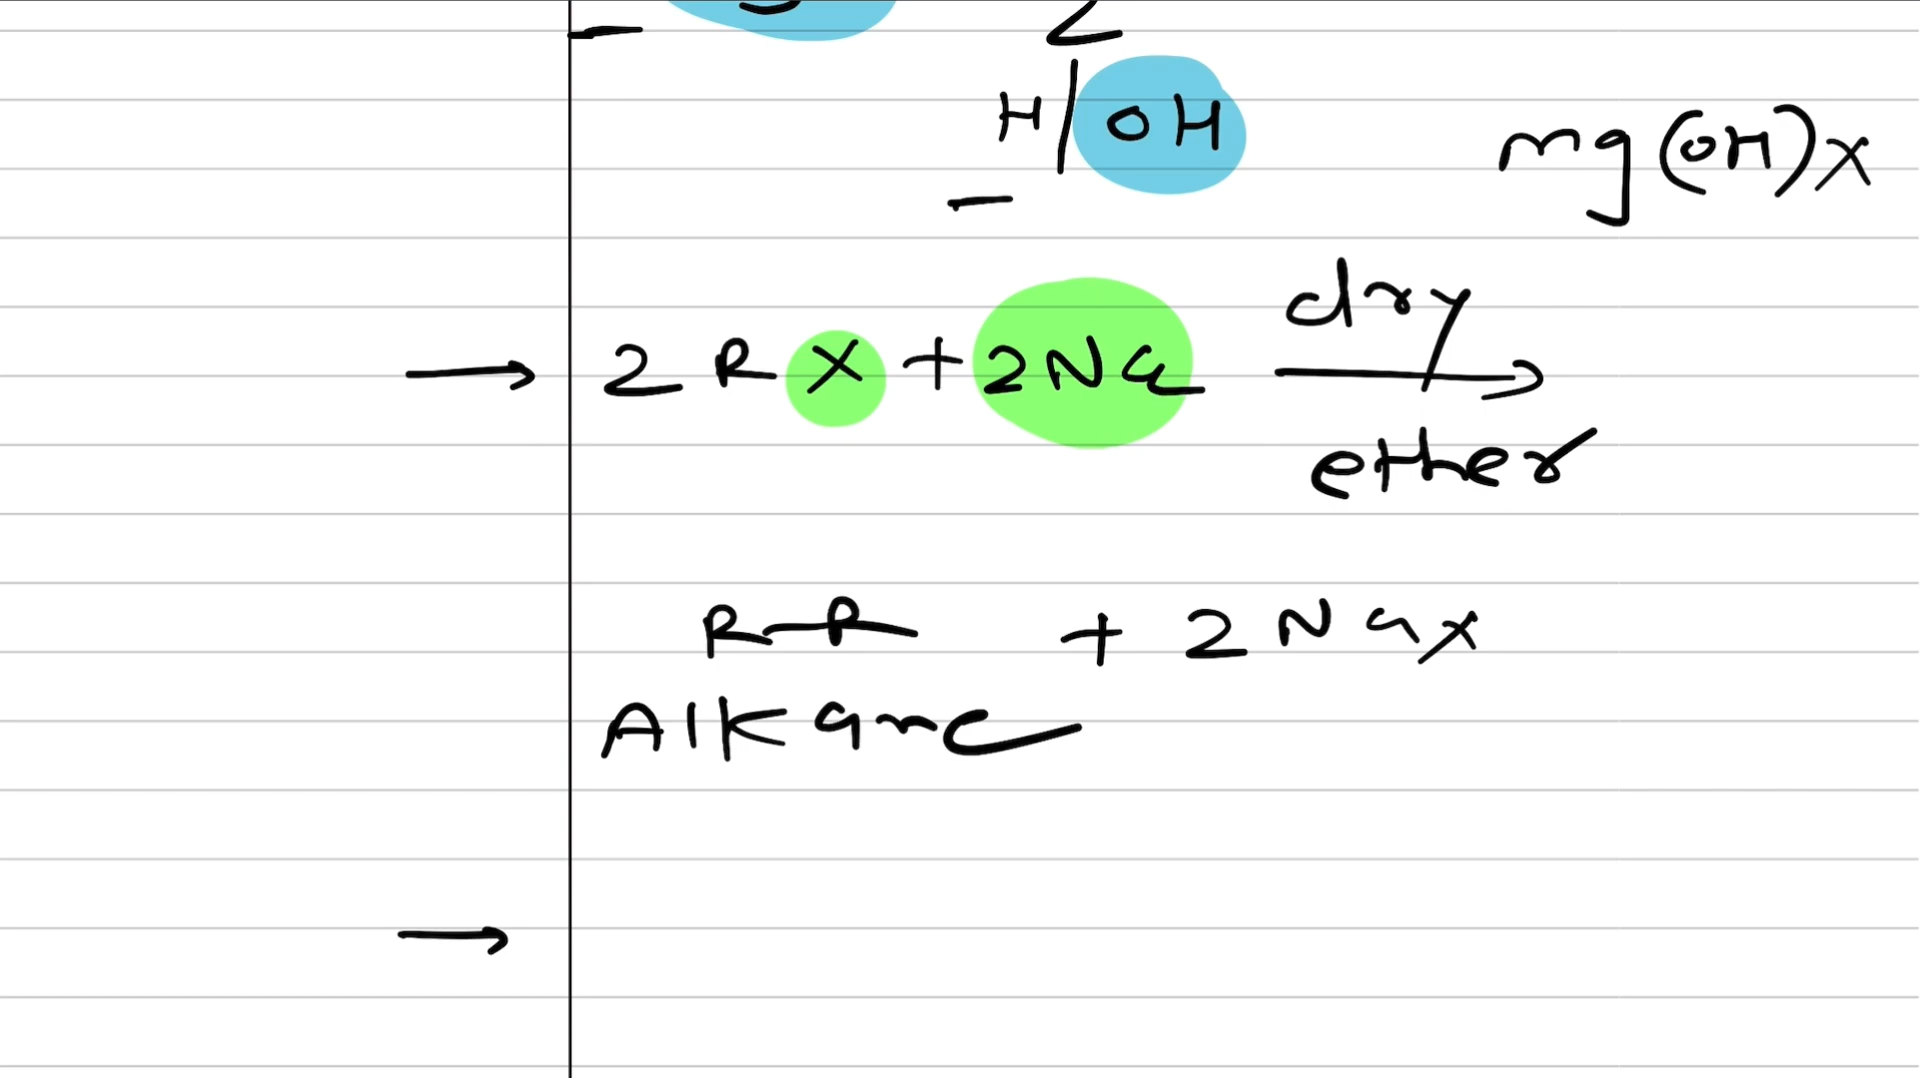 H/OH
mg(OH)x
→ 2RX + 2Na dry →
ether
R-R + 2Nax
Alkane
→